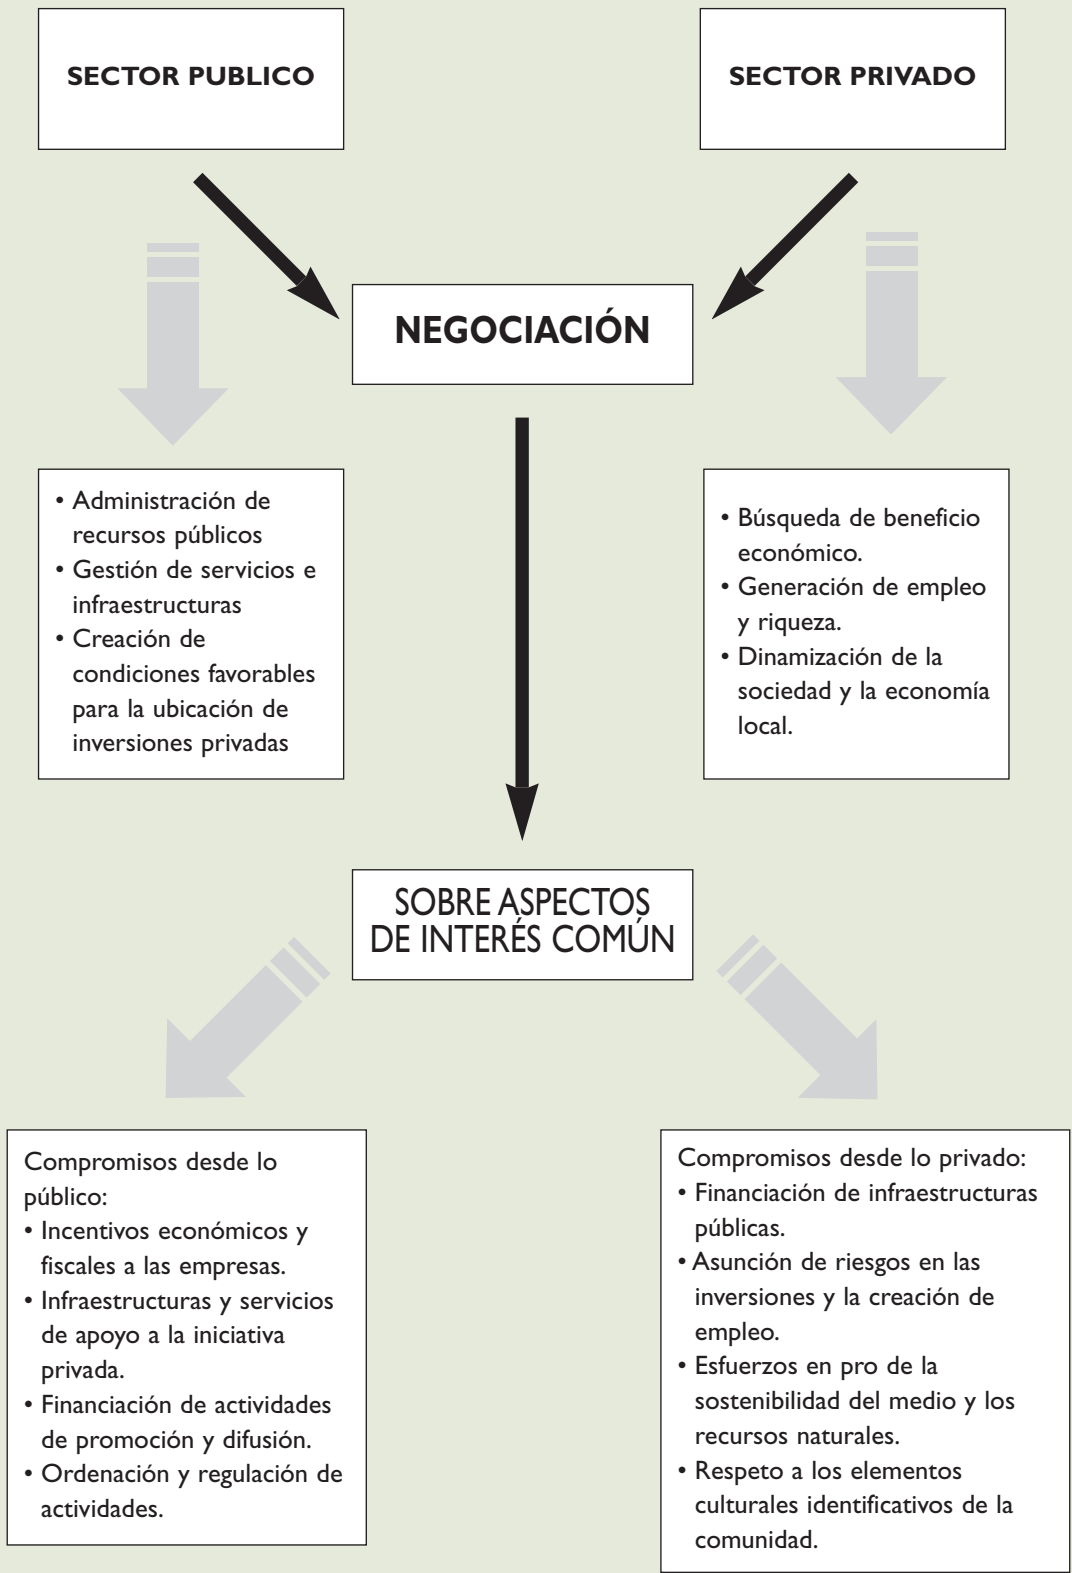 SECTOR PUBLICO
SECTOR PRIVADO
NEGOCIACIÓN
• Administración de
recursos públicos
• Gestión de servicios e
infraestructuras
• Creación de
condiciones favorables
para la ubicación de
inversiones privadas
• Búsqueda de beneficio
económico.
• Generación de empleo
y riqueza.
• Dinamización de la
sociedad y la economía
local.
SOBRE ASPECTOS
DE INTERÉS COMÚN
Compromisos desde lo
público:
• Incentivos económicos y
fiscales a las empresas.
• Infraestructuras y servicios
de apoyo a la iniciativa
privada.
• Financiación de actividades
de promoción y difusión.
• Ordenación y regulación de
actividades.
Compromisos desde lo privado:
• Financiación de infraestructuras
públicas.
• Asunción de riesgos en las
inversiones y la creación de
empleo.
• Esfuerzos en pro de la
sostenibilidad del medio y los
recursos naturales.
• Respeto a los elementos
culturales identificativos de la
comunidad.